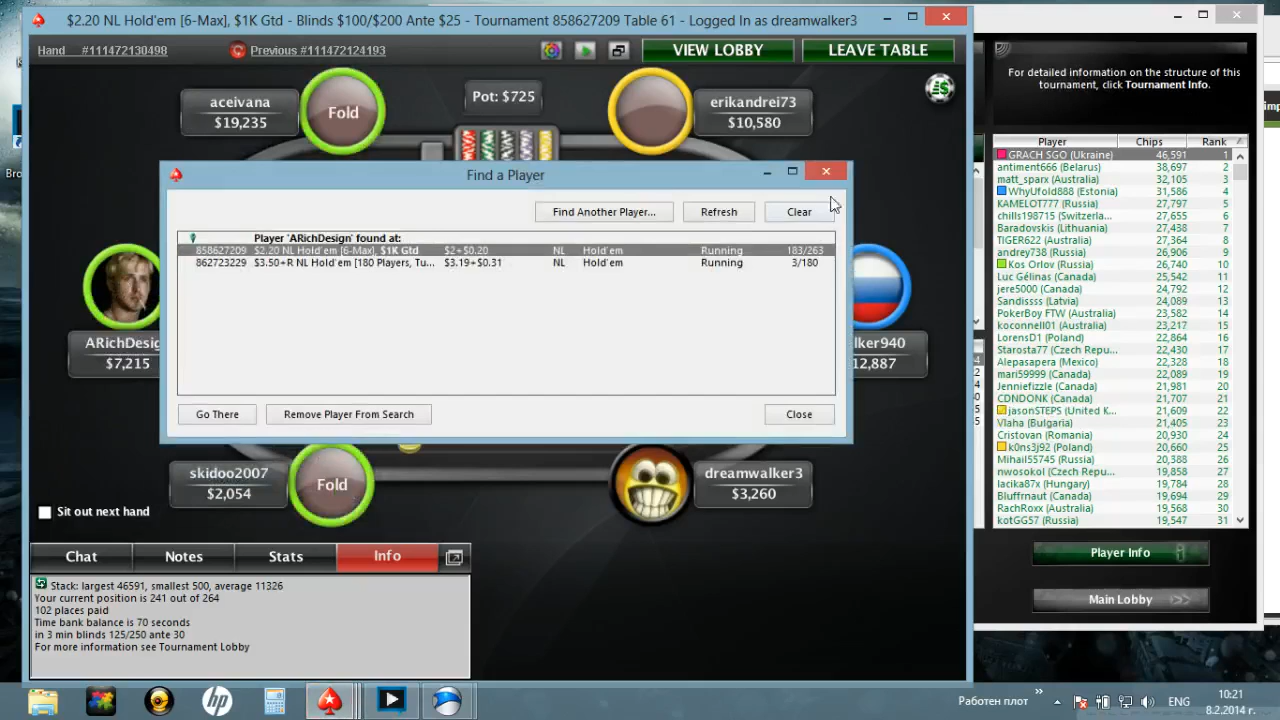 $2.20 NL Hold'em [6-Max], $1K Gtd - Blinds $100/$200 Ante $25 - Tournament 858627209 Table 61 - Logged In as dreamwalker3
Hand #111472130498 Previous #111472124193 VIEW LOBBY LEAVE TABLE
For detailed information on the structure of this
tournament, click Tournament Info.
aceivana
$19,235
Fold
Pot: $725
erikandrei73
$10,580
Find a Player
Find Another Player... Refresh Clear
Player 'ARichDesign' found at:
858627209 $2.20 NL Hold'em [6-Max], $1K Gtd $2+$0.20 NL Hold'em Running 183/263
862723229 $3.50+R NL Hold'em [180 Players, Tu... $3.19+$0.31 NL Hold'em Running 3/180
Go There Remove Player From Search Close
ARichDesig
$7,215
lker940
12,887
skidoo2007
$2,054
Fold
dreamwalker3
$3,260
Sit out next hand
Chat Notes Stats Info
Stack: largest 46591, smallest 500, average 11326
Your current position is 241 out of 264
102 places paid
Time bank balance is 70 seconds
in 3 min blinds 125/250 ante 30
For more information see Tournament Lobby
Player Chips Rank
GRACH SGO (Ukraine) 46,591 1
antiment666 (Belarus) 38,697 2
matt_sparx (Australia) 32,105 3
WhyUfold888 (Estonia) 31,586 4
KAMELOT777 (Russia) 27,797 5
chills198715 (Switzerla... 27,655 6
Baradovskis (Lithuania) 27,438 7
TIGER622 (Australia) 27,364 8
andrey738 (Russia) 26,906 9
Kos Orlov (Russia) 26,740 10
Luc Gélinas (Canada) 25,542 11
jere5000 (Canada) 24,792 12
Sandissss (Latvia) 24,289 13
PokerBoy FTW (Australia) 23,582 14
koconnell01 (Australia) 23,217 15
LorensD1 (Poland) 22,864 16
Starosta77 (Czech Repu... 22,430 17
Alepasapera (Mexico) 22,328 18
mari59999 (Canada) 22,089 19
Jenniefizzle (Canada) 21,981 20
CDNDONK (Canada) 21,707 21
jasonSTEPS (United K... 21,609 22
Vlaha (Bulgaria) 21,405 23
Cristovan (Romania) 20,930 24
k0ns3j92 (Poland) 20,660 25
Mihail55745 (Russia) 20,388 26
nwosokol (Czech Repu... 19,858 27
lacika87x (Hungary) 19,784 28
Bluffrnaut (Canada) 19,694 29
RachRoxx (Australia) 19,567 30
kotGG57 (Russia) 19,547 31
Player Info
Main Lobby >>
hp
Работен плот » ENG 10:21
8.2.2014 г.